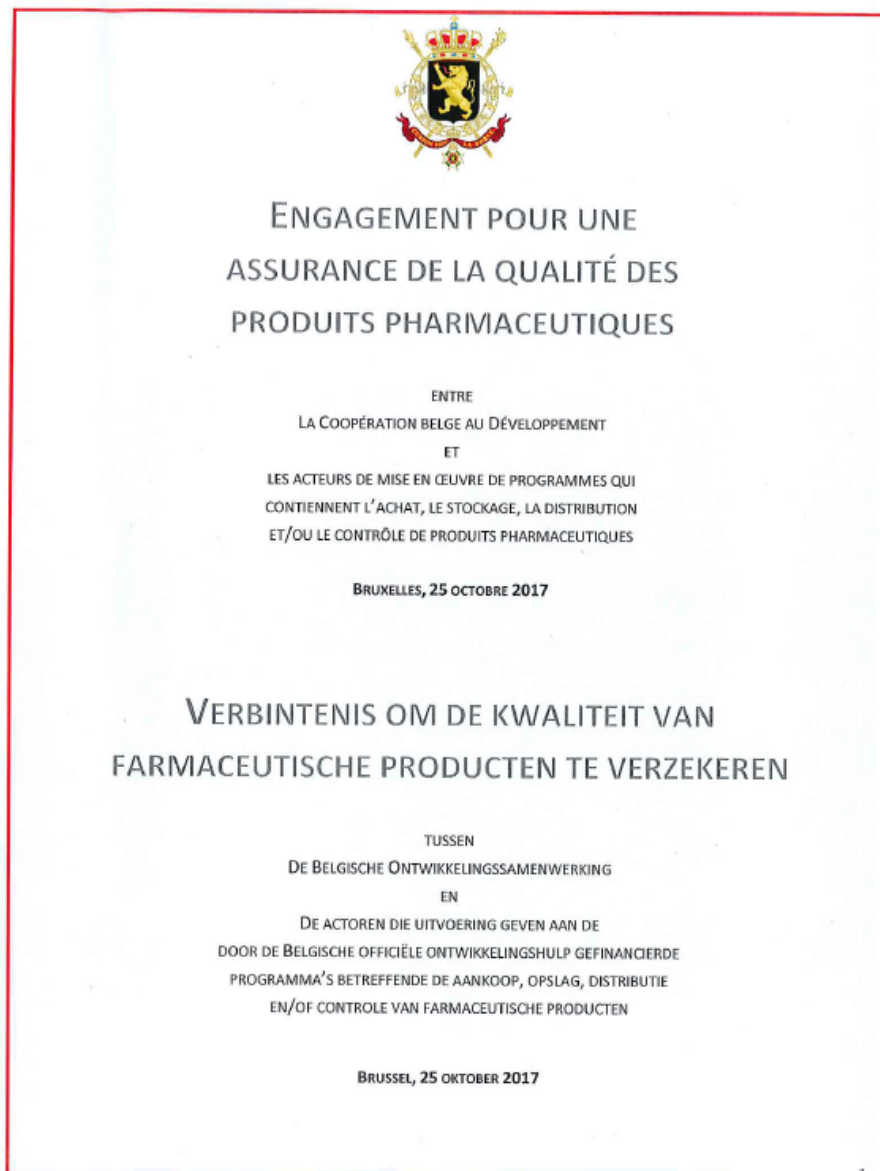 ENGAGEMENT POUR UNE
ASSURANCE DE LA QUALITÉ DES
PRODUITS PHARMACEUTIQUES
ENTRE
LA COOPÉRATION BELGE AU DÉVELOPPEMENT
ET
LES ACTEURS DE MISE EN ŒUVRE DE PROGRAMMES QUI
CONTIENNENT L'ACHAT, LE STOCKAGE, LA DISTRIBUTION
ET/OU LE CONTRÔLE DE PRODUITS PHARMACEUTIQUES
BRUXELLES, 25 OCTOBRE 2017
VERBINTENIS OM DE KWALITEIT VAN
FARMACEUTISCHE PRODUCTEN TE VERZEKEREN
TUSSEN
DE BELGISCHE ONTWIKKELINGSSAMENWERKING
EN
DE ACTOREN DIE UITVOERING GEVEN AAN DE
DOOR DE BELGISCHE OFFICIËLE ONTWIKKELINGSHULP GEFINANCIERDE
PROGRAMMA'S BETREFFENDE DE AANKOOP, OPSLAG, DISTRIBUTIE
EN/OF CONTROLE VAN FARMACEUTISCHE PRODUCTEN
BRUSSEL, 25 OKTOBER 2017